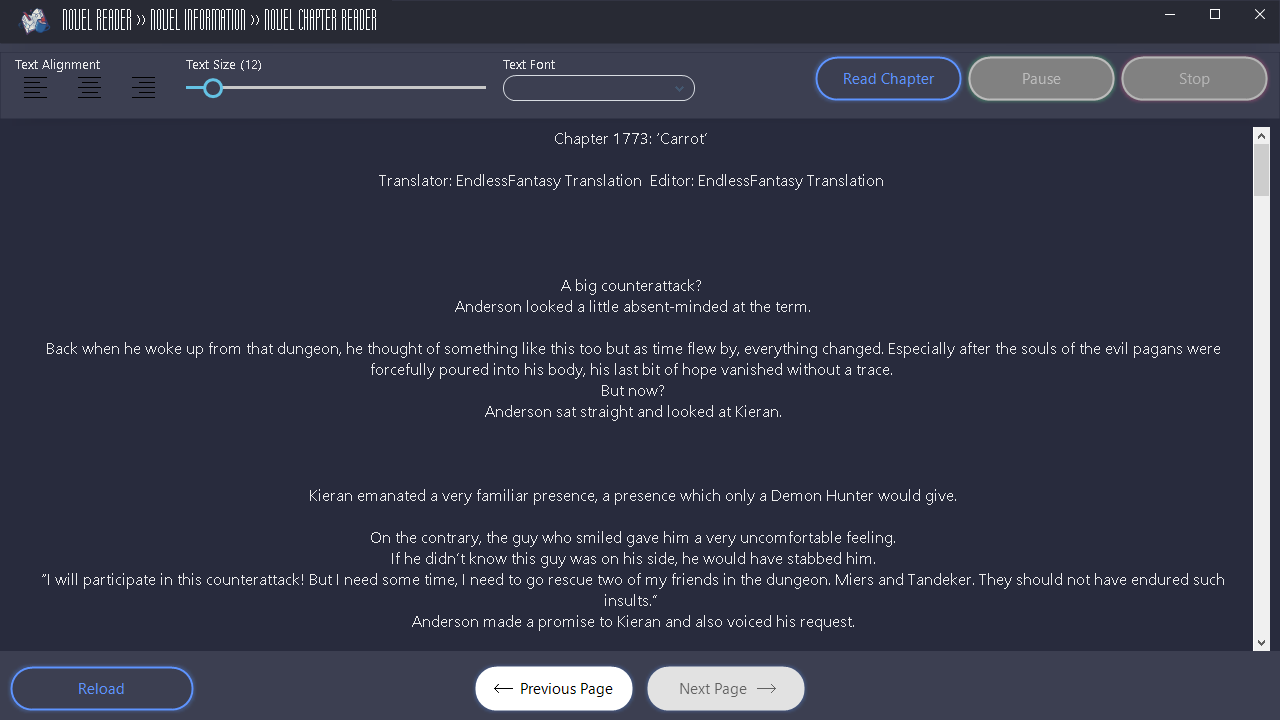 NOVEL READER >> NOVEL INFORMATION >> NOVEL CHAPTER READER
Text Alignment
Text Size (12)
Text Font
Read Chapter
Pause
Stop
Chapter 1773: 'Carrot'
Translator: EndlessFantasy Translation  Editor: EndlessFantasy Translation
A big counterattack?
Anderson looked a little absent-minded at the term.
Back when he woke up from that dungeon, he thought of something like this too but as time flew by, everything changed. Especially after the souls of the evil pagans were
forcefully poured into his body, his last bit of hope vanished without a trace.
But now?
Anderson sat straight and looked at Kieran.
Kieran emanated a very familiar presence, a presence which only a Demon Hunter would give.
On the contrary, the guy who smiled gave him a very uncomfortable feeling.
If he didn't know this guy was on his side, he would have stabbed him.
"I will participate in this counterattack! But I need some time, I need to go rescue two of my friends in the dungeon. Miers and Tandeker. They should not have endured such
insults."
Anderson made a promise to Kieran and also voiced his request.
Reload
Previous Page
Next Page